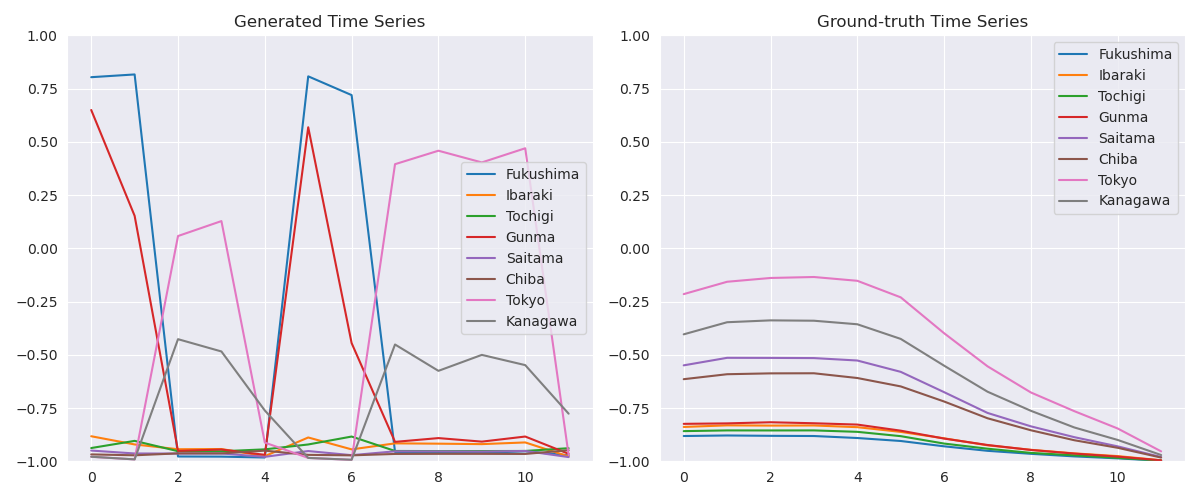 Generated Time Series
1.00
0.75
0.50
0.25
0.00
−0.25
−0.50
−0.75
−1.00
0 2 4 6 8 10
Fukushima
Ibaraki
Tochigi
Gunma
Saitama
Chiba
Tokyo
Kanagawa
Ground-truth Time Series
1.00
0.75
0.50
0.25
0.00
−0.25
−0.50
−0.75
−1.00
0 2 4 6 8 10
Fukushima
Ibaraki
Tochigi
Gunma
Saitama
Chiba
Tokyo
Kanagawa